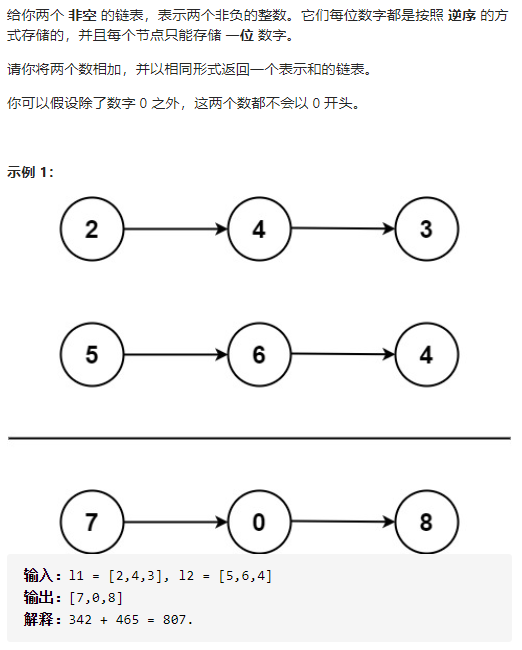 给你两个 非空 的链表，表示两个非负的整数。它们每位数字都是按照 逆序 的方
式存储的，并且每个节点只能存储 一位 数字。
请你将两个数相加，并以相同形式返回一个表示和的链表。
你可以假设除了数字 0 之外，这两个数都不会以 0 开头。
示例 1：
2 4 3
5 6 4
7 0 8
输入：l1 = [2,4,3], l2 = [5,6,4]
输出：[7,0,8]
解释：342 + 465 = 807.